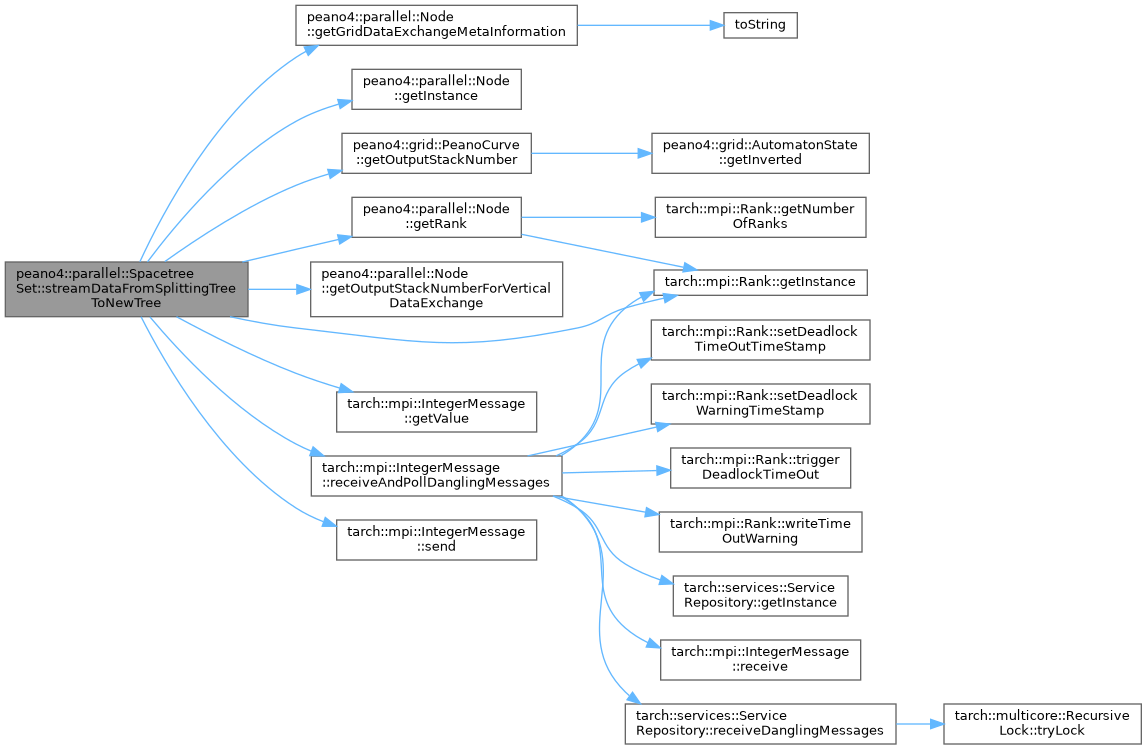 peano4::parallel::Node
::getGridDataExchangeMetaInformation
toString
peano4::parallel::Node
::getInstance
peano4::grid::PeanoCurve
::getOutputStackNumber
peano4::grid::AutomatonState
::getInverted
peano4::parallel::Node
::getRank
tarch::mpi::Rank::getNumber
OfRanks
peano4::parallel::Spacetree
Set::streamDataFromSplittingTree
ToNewTree
peano4::parallel::Node
::getOutputStackNumberForVertical
DataExchange
tarch::mpi::Rank::getInstance
tarch::mpi::Rank::setDeadlock
TimeOutTimeStamp
tarch::mpi::IntegerMessage
::getValue
tarch::mpi::Rank::setDeadlock
WarningTimeStamp
tarch::mpi::IntegerMessage
::receiveAndPollDanglingMessages
tarch::mpi::Rank::trigger
DeadlockTimeOut
tarch::mpi::IntegerMessage
::send
tarch::mpi::Rank::writeTime
OutWarning
tarch::services::Service
Repository::getInstance
tarch::mpi::IntegerMessage
::receive
tarch::services::Service
Repository::receiveDanglingMessages
tarch::multicore::Recursive
Lock::tryLock